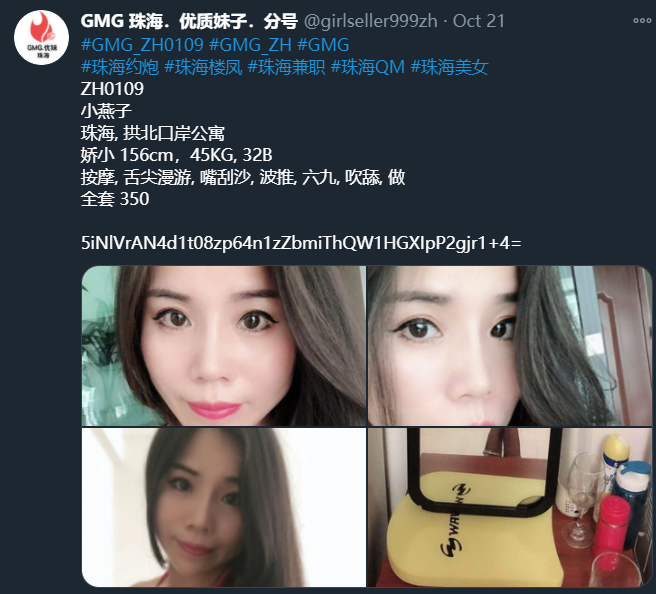 GMG 珠海．优质妹子．分号 @girlseller999zh · Oct 21
GMG.优妹
珠海
#GMG_ZH0109 #GMG_ZH #GMG
#珠海约炮 #珠海楼凤 #珠海兼职 #珠海QM #珠海美女
ZH0109
小燕子
珠海, 拱北口岸公寓
娇小 156cm，45KG, 32B
按摩, 舌尖漫游, 嘴刮沙, 波推, 六九, 吹舔, 做
全套 350
5iNlVrAN4d1t08zp64n1zZbmiThQW1HGXIpP2gjr1+4=